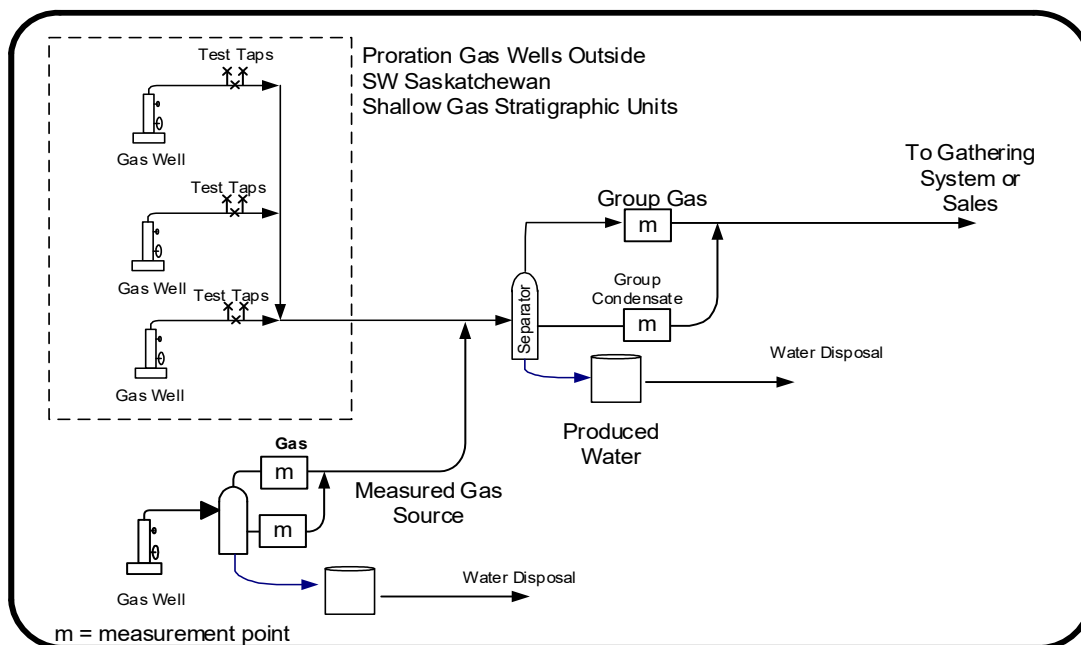 Test Taps
Gas Well
Test Taps
Gas Well
Test Taps
Gas Well
Proration Gas Wells Outside
SW Saskatchewan
Shallow Gas Stratigraphic Units
To Gathering
System or
Sales
Group Gas
m
Group
Condensate
m
Separator
Water Disposal
Produced
Water
Gas
m
Measured Gas
Source
m
Gas Well
Water Disposal
m = measurement point